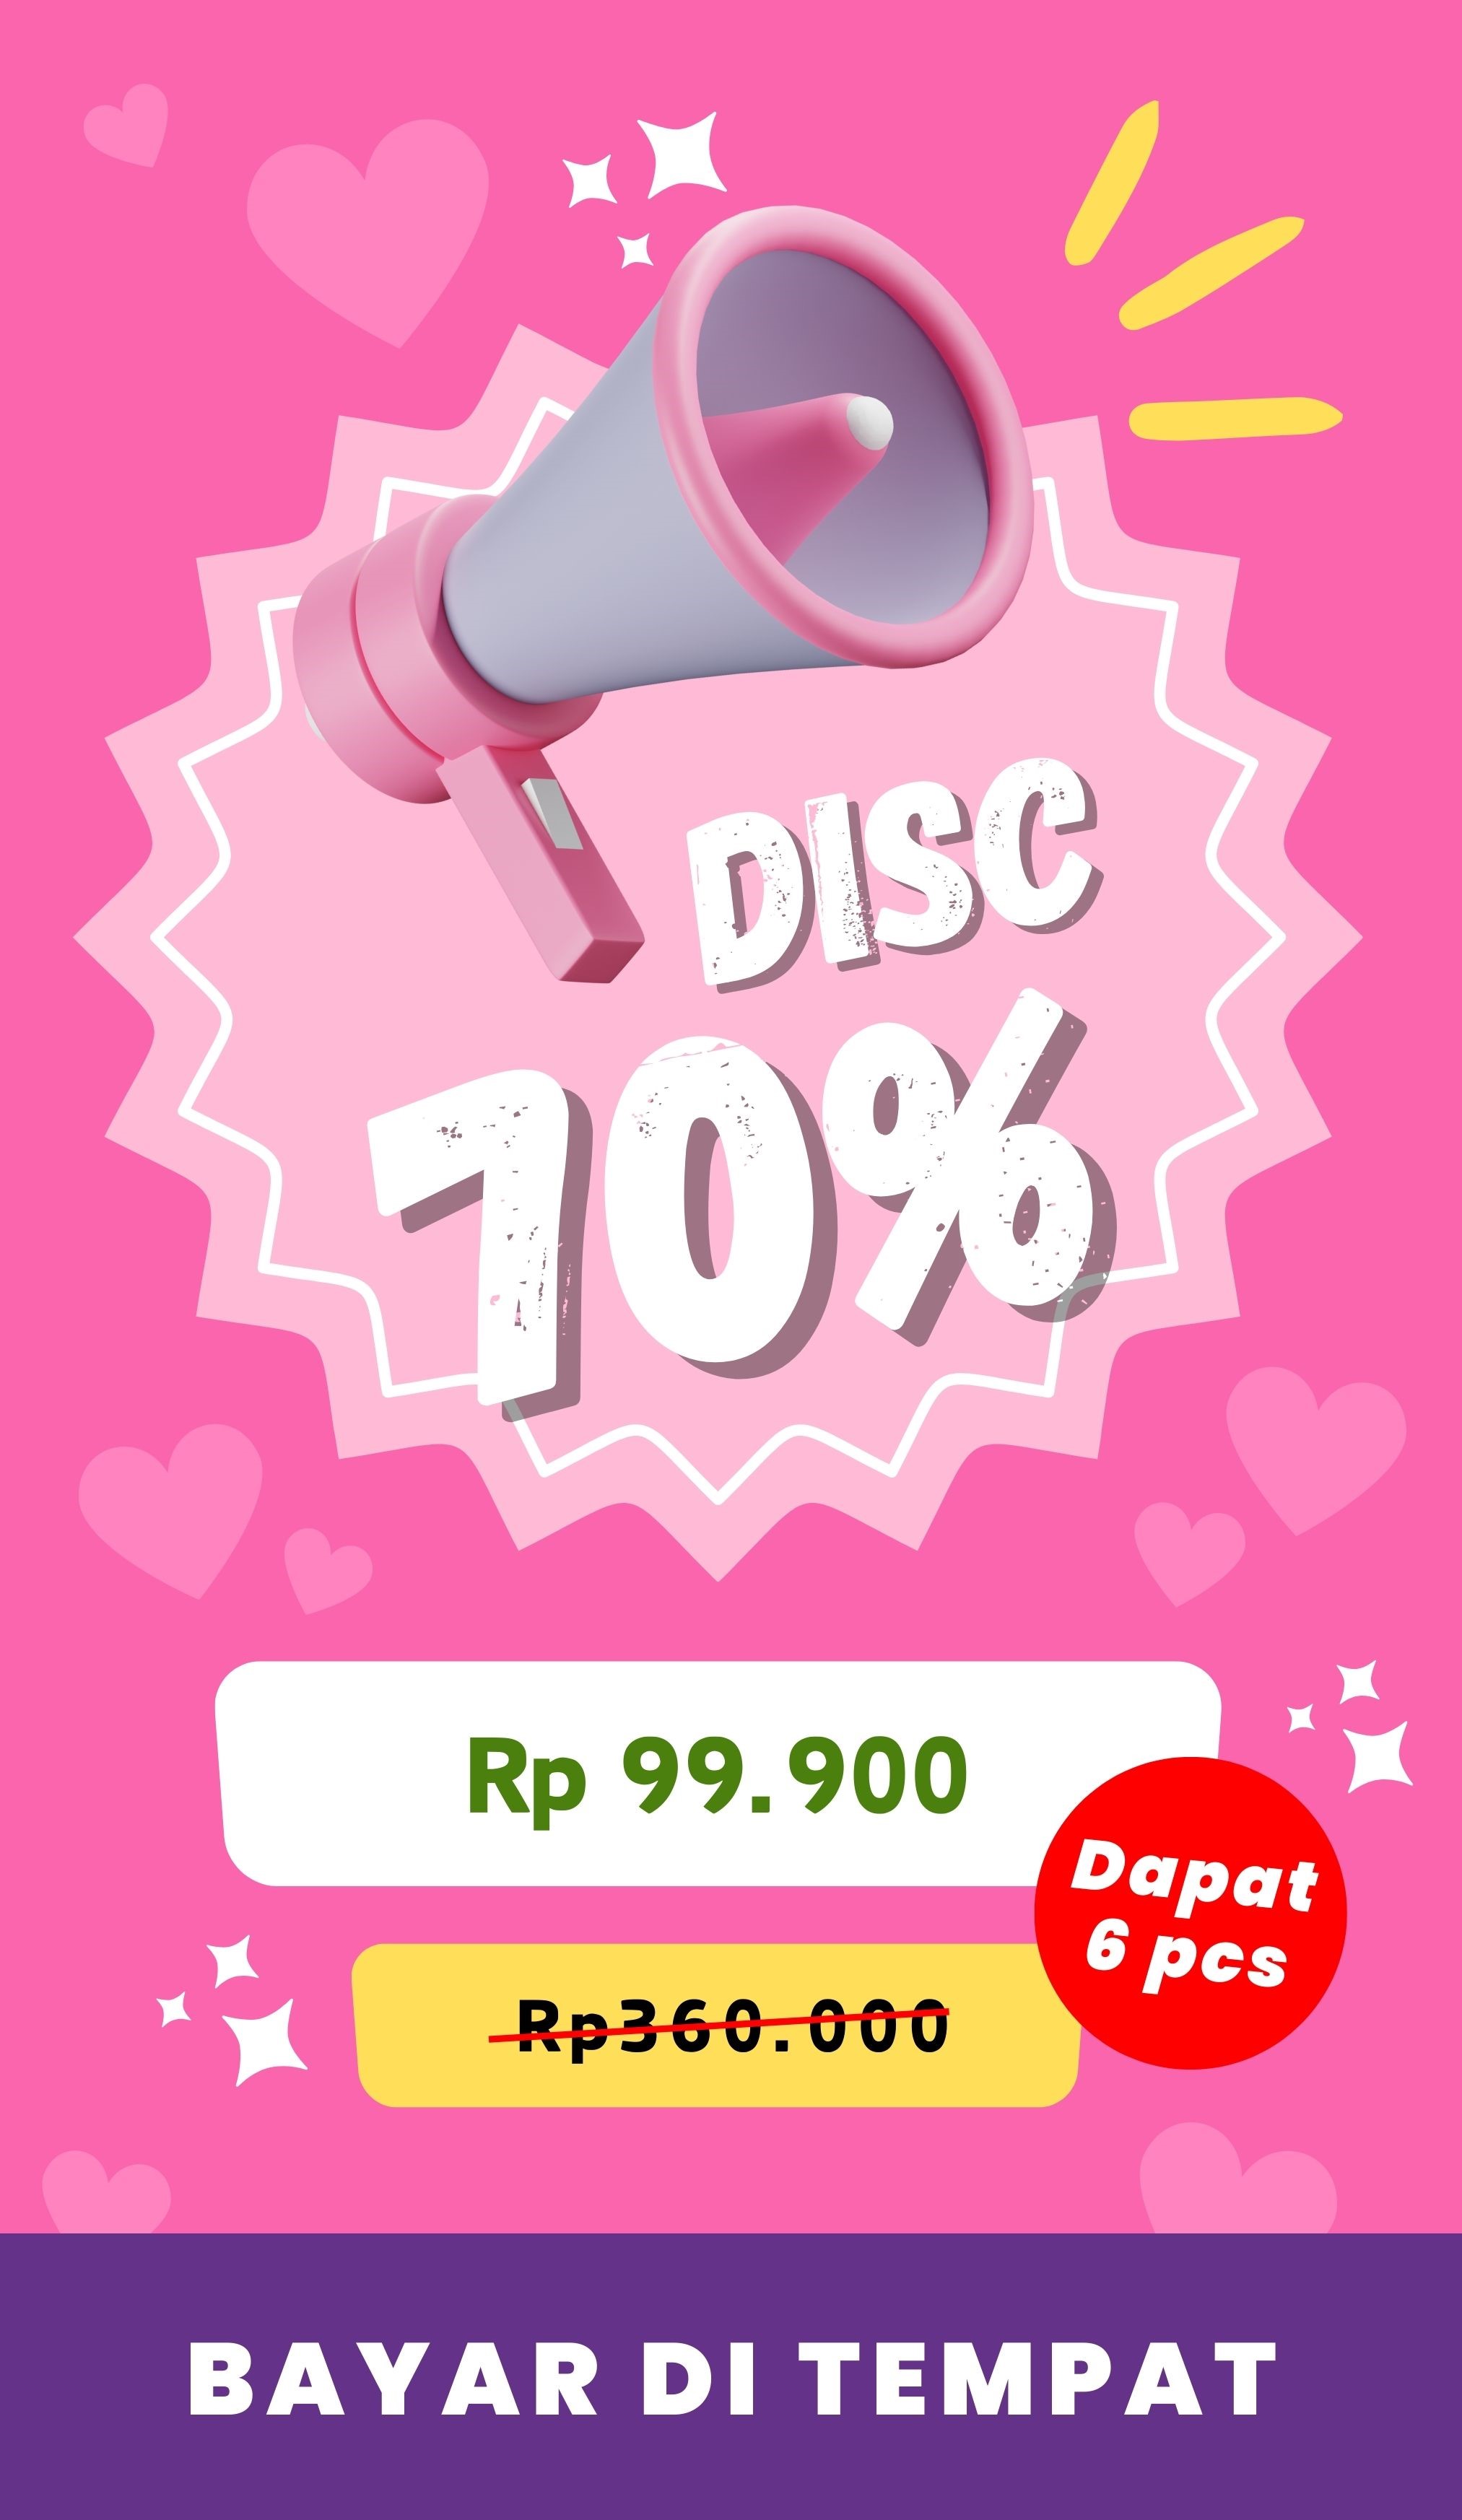 DISC
70%
Rp 99.900
Dapat
6 pcs
Rp360.000
BAYAR DI TEMPAT